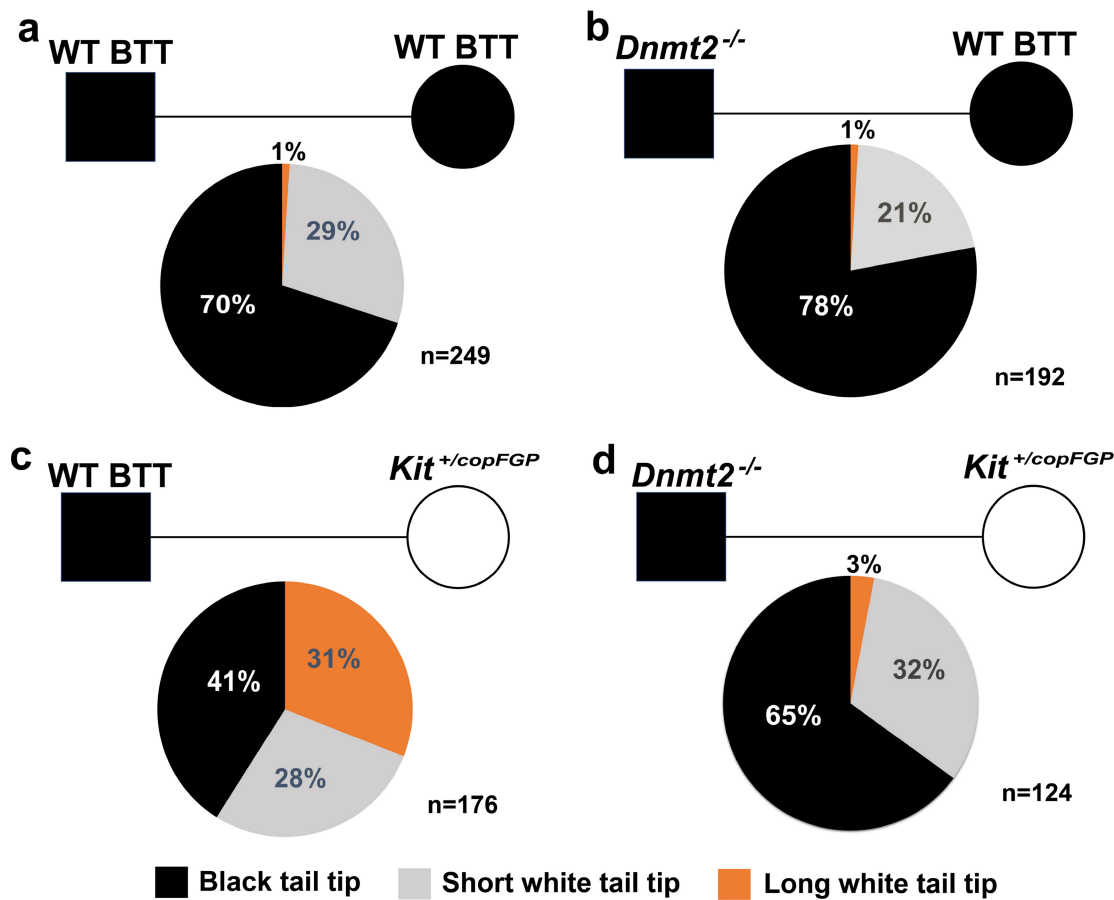 a
WT BTT
WT BTT
1%
29%
70%
n=249
b
Dnmt2-/-
WT BTT
1%
21%
78%
n=192
c
WT BTT
Kit+/copFGP
31%
41%
28%
n=176
d
Dnmt2-/-
Kit+/copFGP
3%
32%
65%
n=124
Black tail tip
Short white tail tip
Long white tail tip